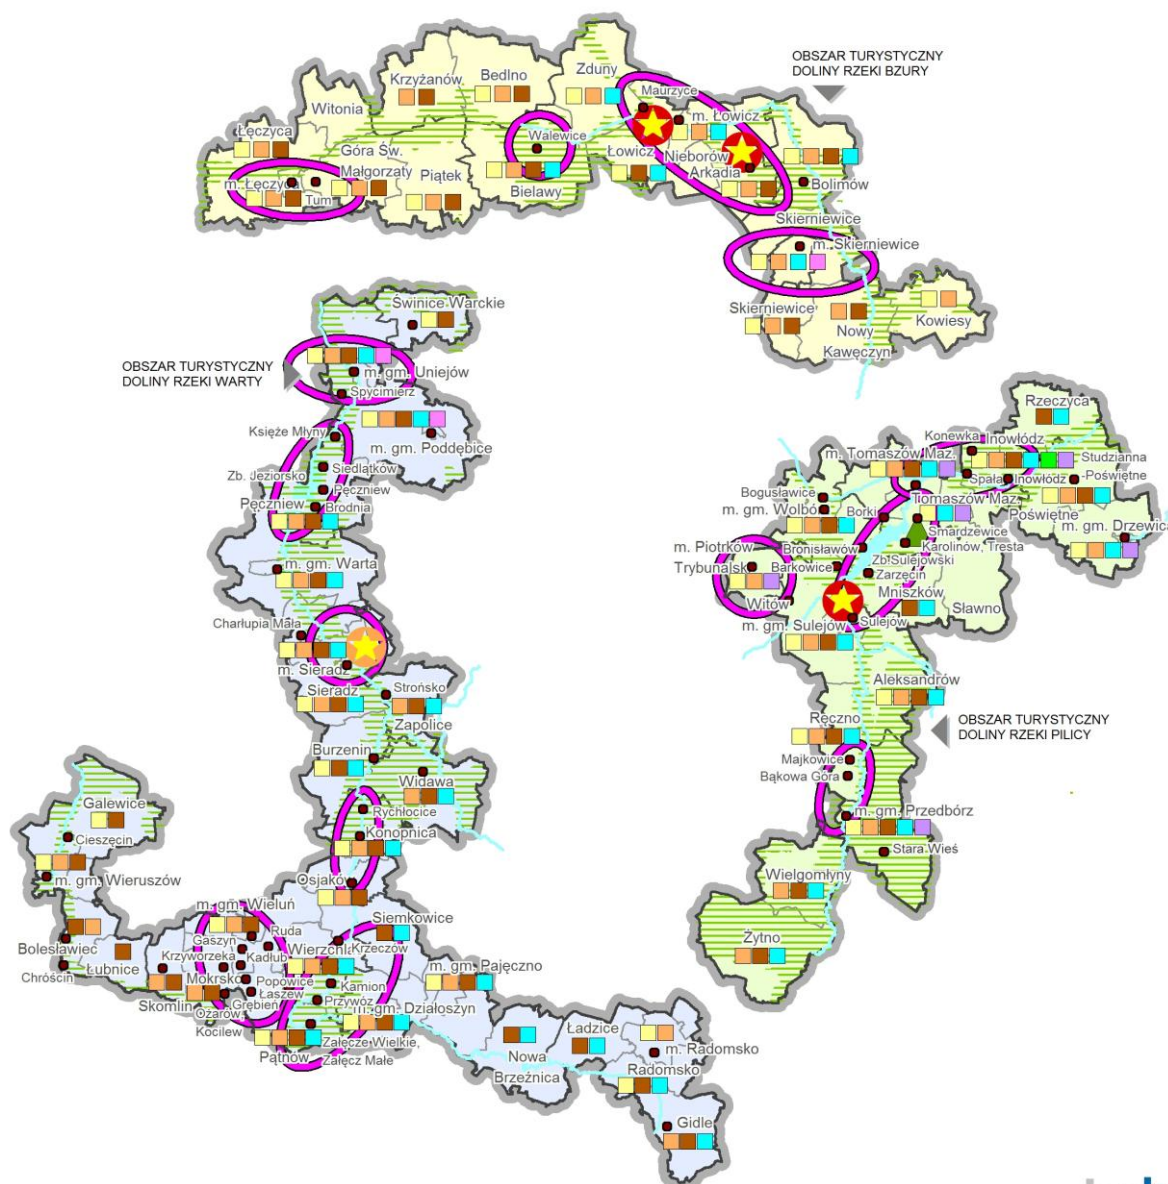 OBSZAR TURYSTYCZNY
DOLINY RZEKI BZURY
Krzyżanów
Bedlno
Zduny
Witonia
Maurzyce
m. Łowicz
Łęczyca
Góra Św.
Małgorzaty
Walewice
Łowicz
Nieborów
Arkadia
m. Łęczyca
Tum
Piątek
Bielawy
Bolimów
Skierniewice
m. Skierniewice
Skierniewice
Nowy
Kawęczyn
Kowiesy
OBSZAR TURYSTYCZNY
DOLINY RZEKI WARTY
Świnice Warckie
m. gm. Uniejów
Spycimierz
Księże Młyny
m. gm. Poddębice
Zb. Jeziorsko
Siedlątków
Pęczniew
Pęczniew
Brodnia
m. gm. Warta
Charłupia Mała
m. Sieradz
Sieradz
Strońsko
Zapolice
Burzenin
Widawa
Rychłocice
Konopnica
Osjaków
Galewice
Cieszęcin
m. gm. Wieruszów
Bolesławiec
Chróścin
Łubnice
m. gm. Wieluń
Gaszyn
Ruda
Krzyworzeka
Kadłub
Mokrsko
Popowice
Łaszew
Skomlin
Grębień
Ożarów
Kocilew
Wierzchla
Siemkowice
Krzeczów
Kamion
Przywóz
m. gm. Działoszyn
Pątnów
Załęcze Wielkie,
Załęcz Małe
m. gm. Pajęczno
Nowa
Brzeźnica
Ładzice
m. Radomsko
Radomsko
Gidle
Rzeczyca
Konewka
Inowłódz
m. Tomaszów Maz.
Studzianna
Spała
Inowłódz
Poświętne
Bogusławice
m. gm. Wolbó
Borki
Tomaszów Maz.
Poświętne
m. gm. Drzewica
Smardzewice
m. Piotrków
Trybunalsk
Bronisławów
Karolinów, Tresta
Zb. Sulejowski
Barkowice
Zarzęcin
Witów
Mniszków
Sławno
m. gm. Sulejów
Sulejów
Aleksandrów
Ręczno
OBSZAR TURYSTYCZNY
DOLINY RZEKI PILICY
Majkowice
Bąkowa Góra
m. gm. Przedbórz
Stara Wieś
Wielgomłyny
Żytno